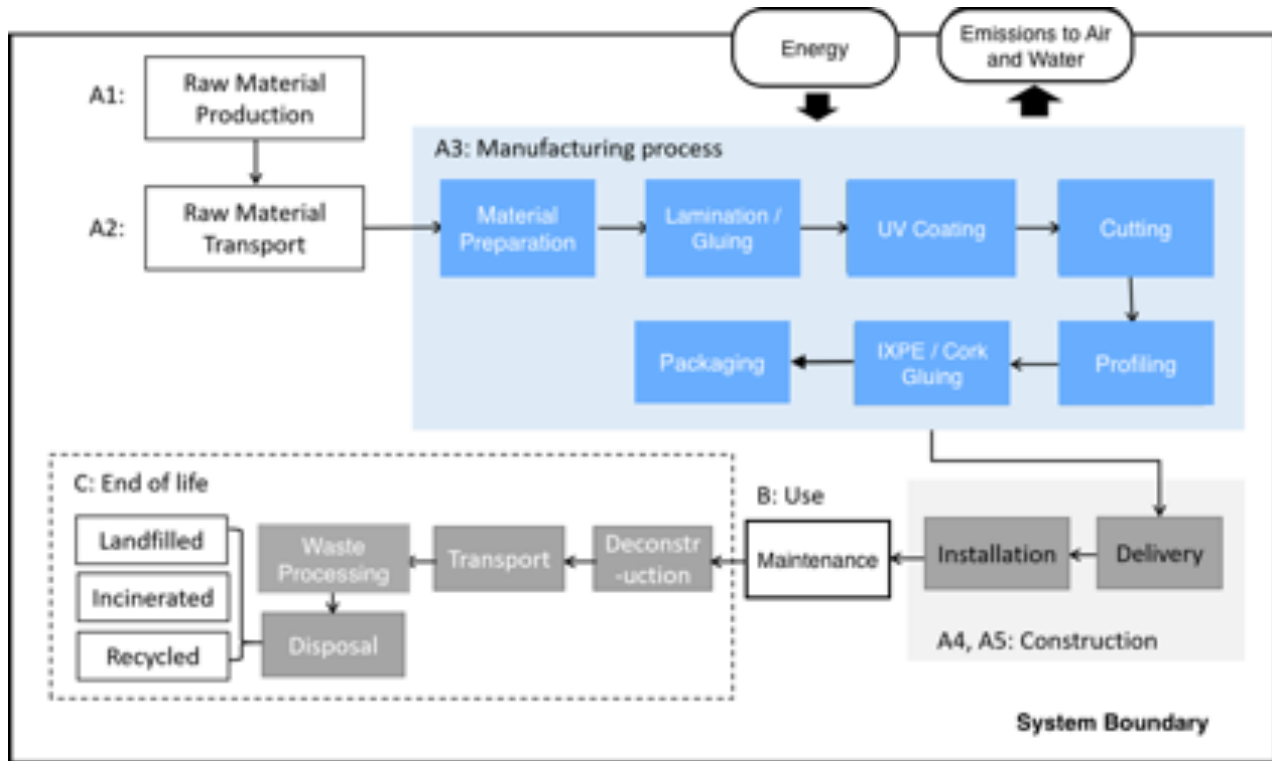 Energy
Emissions to Air
and Water
A1:
Raw Material
Production
A2:
Raw Material
Transport
A3: Manufacturing process
Material
Preparation
Lamination /
Gluing
UV Coating
Cutting
Packaging
IXPE / Cork
Gluing
Profiling
C: End of life
Landfilled
Incinerated
Recycled
Waste
Processing
Disposal
Transport
Deconstr
-uction
B: Use
Maintenance
Installation
Delivery
A4, A5: Construction
System Boundary